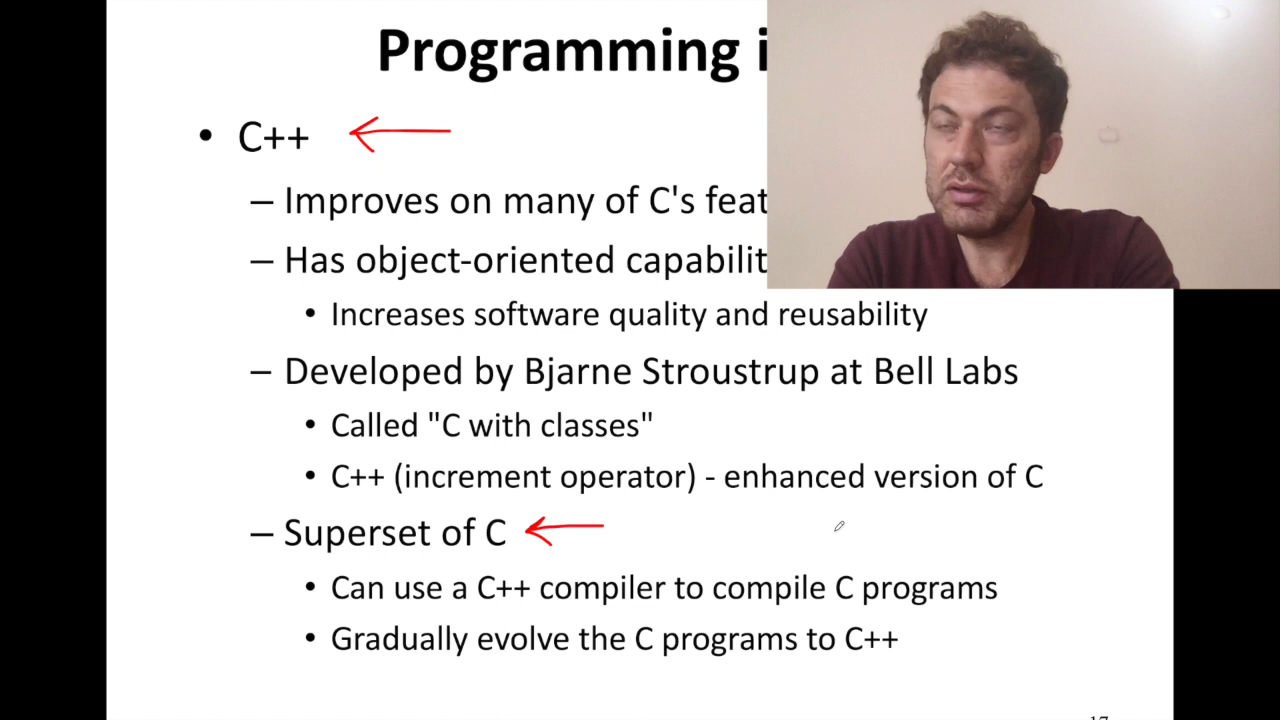 Programming i
• C++
– Improves on many of C's feat
– Has object-oriented capabilit
• Increases software quality and reusability
– Developed by Bjarne Stroustrup at Bell Labs
• Called "C with classes"
• C++ (increment operator) - enhanced version of C
– Superset of C
• Can use a C++ compiler to compile C programs
• Gradually evolve the C programs to C++